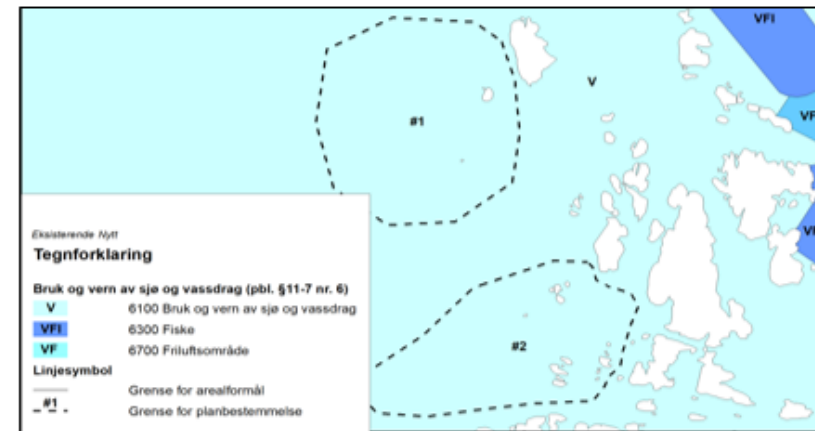 VFI
V
VF
#1
VF
Eksisterende Nytt
Tegnforklaring
Bruk og vern av sjø og vassdrag (pbl. §11-7 nr. 6)
V 6100 Bruk og vern av sjø og vassdrag
VFI 6300 Fiske
VF 6700 Friluftsområde
Linjesymbol
Grense for arealformål
#1 Grense for planbestemmelse
#2